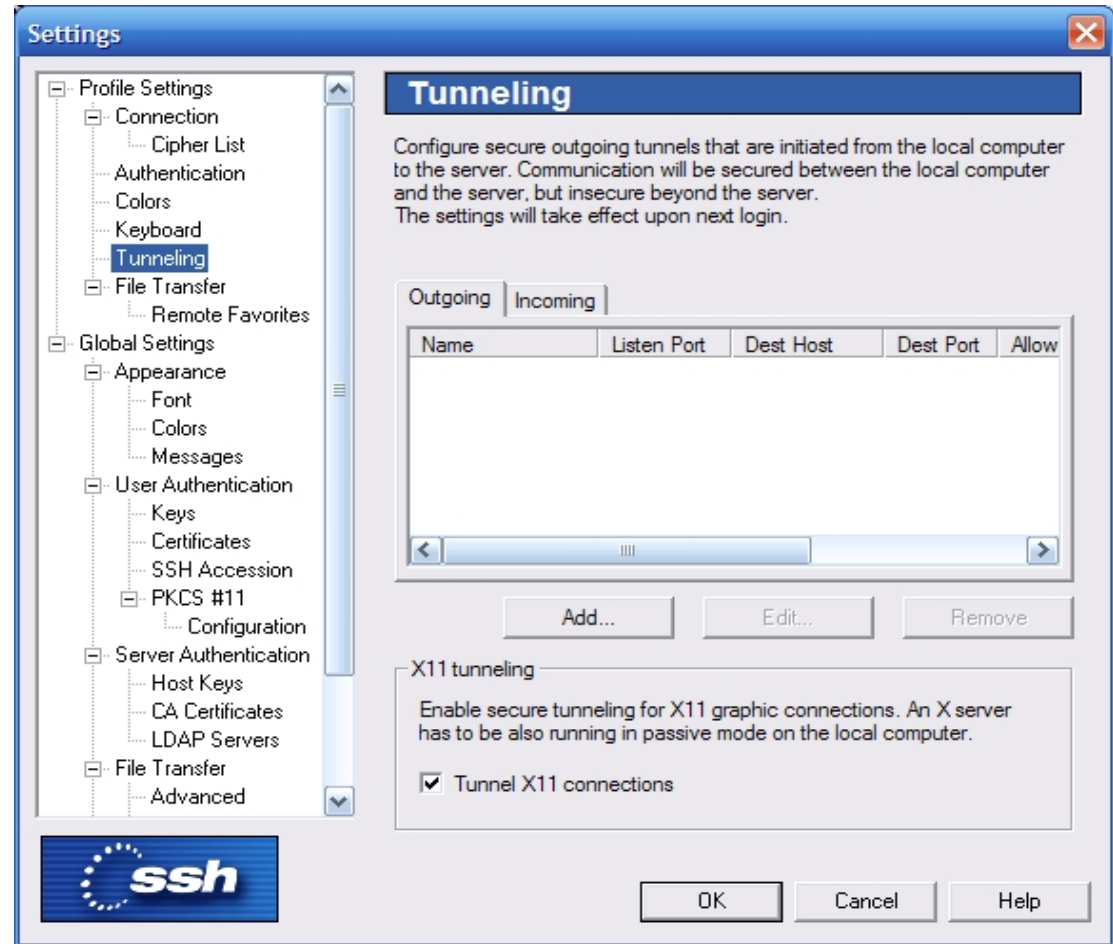 Settings
Profile Settings
Connection
Cipher List
Authentication
Colors
Keyboard
Tunneling
File Transfer
Remote Favorites
Global Settings
Appearance
Font
Colors
Messages
User Authentication
Keys
Certificates
SSH Accession
PKCS #11
Configuration
Server Authentication
Host Keys
CA Certificates
LDAP Servers
File Transfer
Advanced
ssh
Tunneling
Configure secure outgoing tunnels that are initiated from the local computer
to the server. Communication will be secured between the local computer
and the server, but insecure beyond the server.
The settings will take effect upon next login.
Outgoing Incoming
Name Listen Port Dest Host Dest Port Allow
Add... Edit... Remove
X11 tunneling
Enable secure tunneling for X11 graphic connections. An X server
has to be also running in passive mode on the local computer.
Tunnel X11 connections
OK Cancel Help